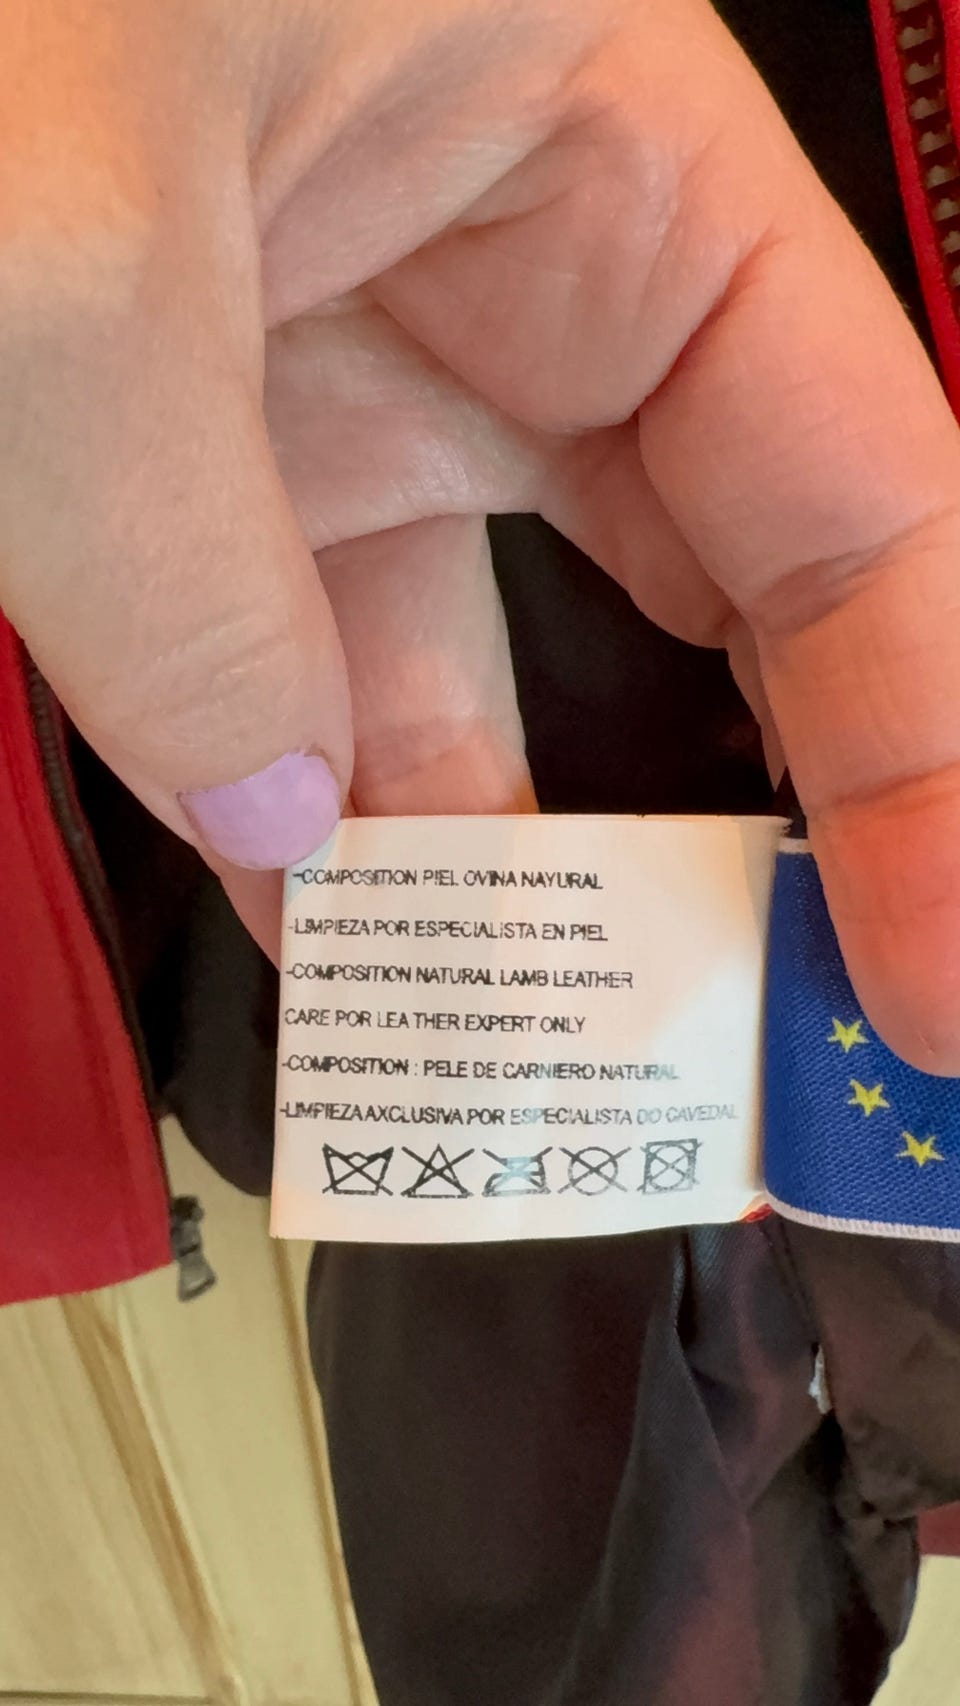 -COMPOSITION PIEL OVINA NAYURAL
-LIMPIEZA POR ESPECIALISTA EN PIEL
-COMPOSITION NATURAL LAMB LEATHER
CARE POR LEA THER EXPERT ONLY
-COMPOSITION : PELE DE CARNIERO NATURAL
-LIMPIEZA AXCLUSIVA POR ESPECIALISTA DO CAVEDAL